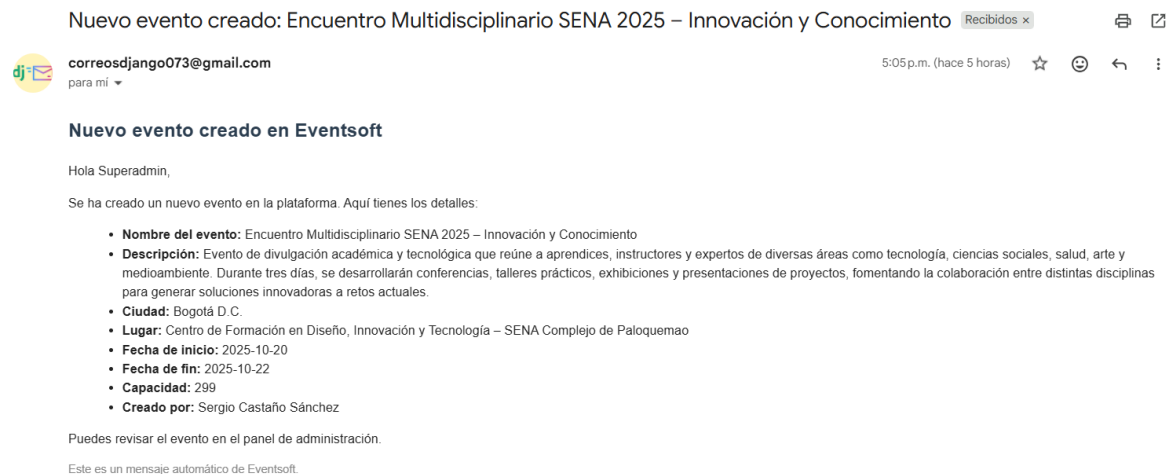 Nuevo evento creado: Encuentro Multidisciplinario SENA 2025 – Innovación y Conocimiento Recibidos ×
correosdjango073@gmail.com 5:05 p.m. (hace 5 horas)
para mí
dj
Nuevo evento creado en Eventsoft
Hola Superadmin,
Se ha creado un nuevo evento en la plataforma. Aquí tienes los detalles:
• Nombre del evento: Encuentro Multidisciplinario SENA 2025 – Innovación y Conocimiento
• Descripción: Evento de divulgación académica y tecnológica que reúne a aprendices, instructores y expertos de diversas áreas como tecnología, ciencias sociales, salud, arte y
medioambiente. Durante tres días, se desarrollarán conferencias, talleres prácticos, exhibiciones y presentaciones de proyectos, fomentando la colaboración entre distintas disciplinas
para generar soluciones innovadoras a retos actuales.
• Ciudad: Bogotá D.C.
• Lugar: Centro de Formación en Diseño, Innovación y Tecnología – SENA Complejo de Paloquemao
• Fecha de inicio: 2025-10-20
• Fecha de fin: 2025-10-22
• Capacidad: 299
• Creado por: Sergio Castaño Sánchez
Puedes revisar el evento en el panel de administración.
Este es un mensaje automático de Eventsoft.